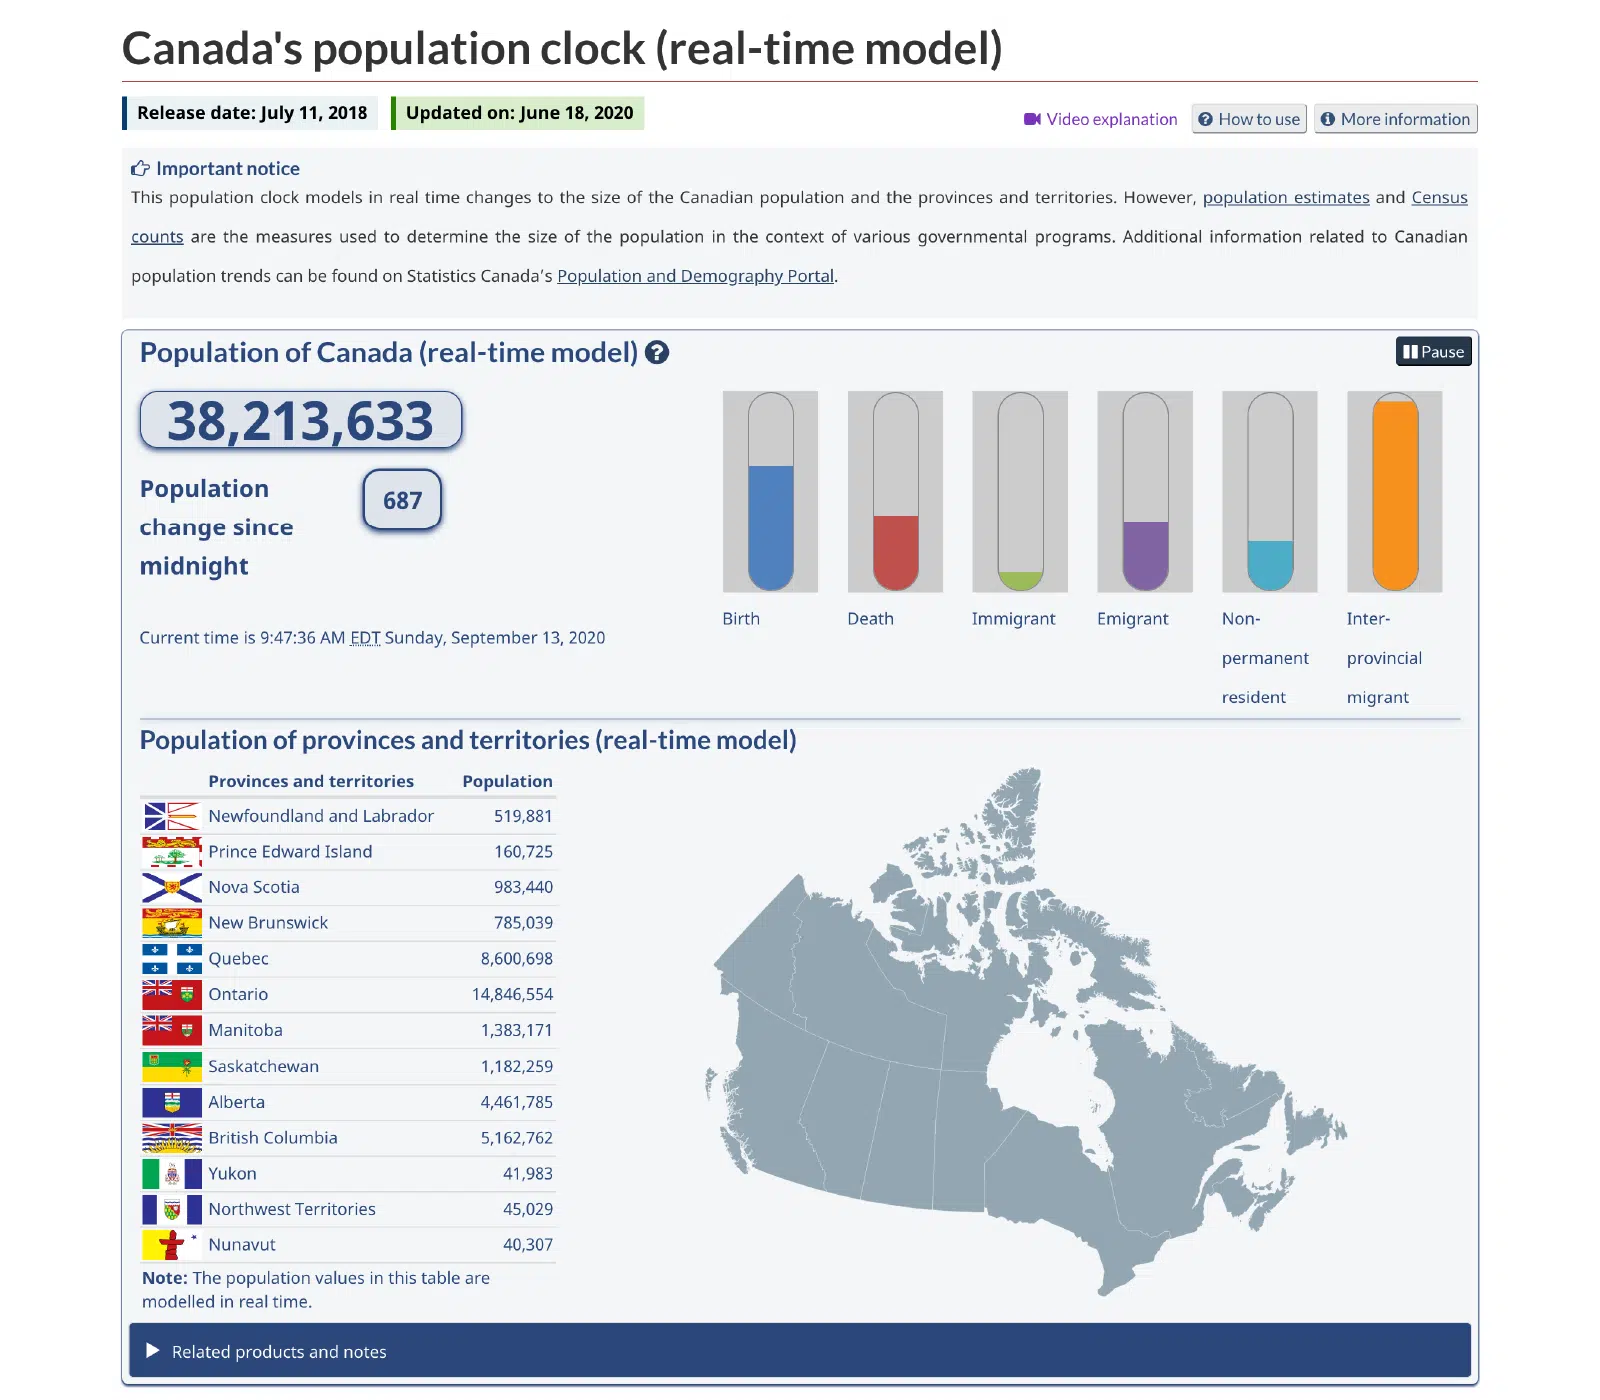 Canada's population clock (real-time model)
Release date: July 11, 2018
Updated on: June 18, 2020
Video explanation
How to use
More information
Important notice
This population clock models in real time changes to the size of the Canadian population and the provinces and territories. However, population estimates and Census
counts are the measures used to determine the size of the population in the context of various governmental programs. Additional information related to Canadian
population trends can be found on Statistics Canada's Population and Demography Portal.
Population of Canada (real-time model)
Pause
38,213,633
Population
change since
midnight
687
Current time is 9:47:36 AM EDT Sunday, September 13, 2020
Birth
Death
Immigrant
Emigrant
Non-
permanent
resident
Inter-
provincial
migrant
Population of provinces and territories (real-time model)
Provinces and territories Population
Newfoundland and Labrador 519,881
Prince Edward Island 160,725
Nova Scotia 983,440
New Brunswick 785,039
Quebec 8,600,698
Ontario 14,846,554
Manitoba 1,383,171
Saskatchewan 1,182,259
Alberta 4,461,785
British Columbia 5,162,762
Yukon 41,983
Northwest Territories 45,029
Nunavut 40,307
Note: The population values in this table are
modelled in real time.
Related products and notes